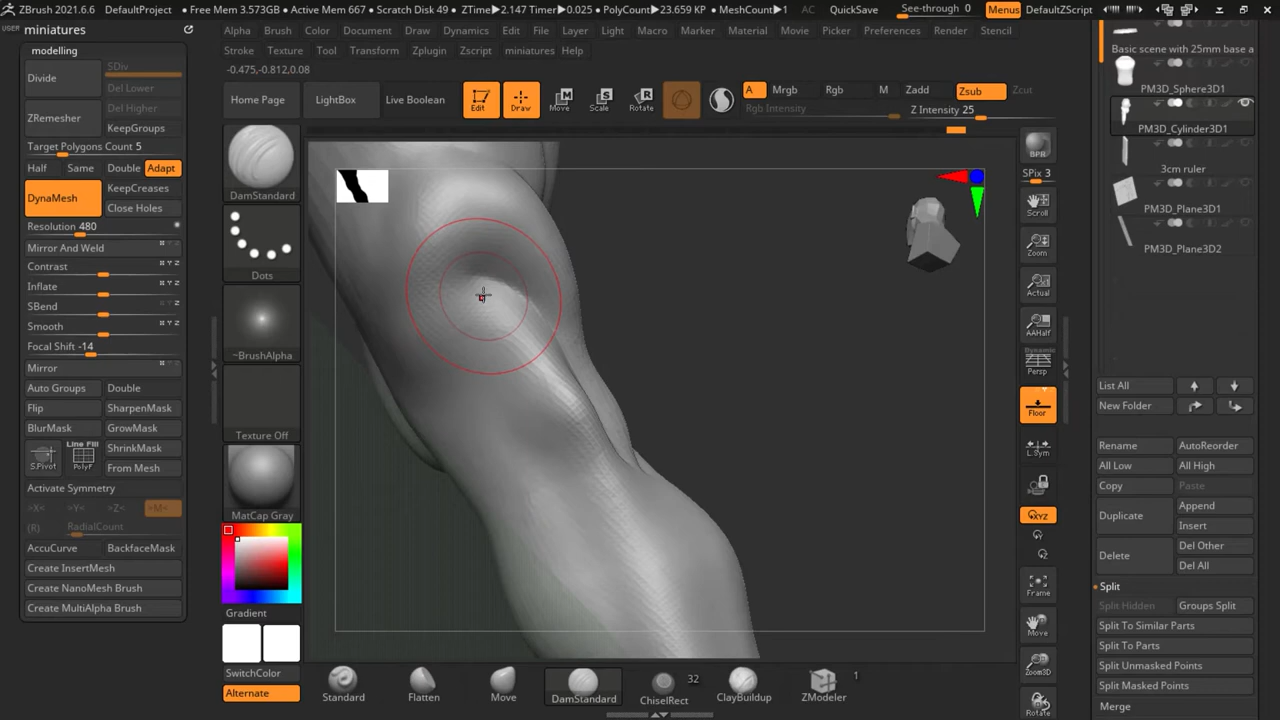 ZBrush 2021.6.6
• Free Mem 3.573GB • Active Mem 667 • Scratch Disk 49 • ZTime▶2.147 Timer▶0.025 • PolyCount▶23.659 KP • MeshCount▶1
AC QuickSave See-through 0 Menus DefaultZScript
USER miniatures
Alpha Brush Color Document Draw Dynamics Edit File Layer Light Macro Marker Material Movie Picker Preferences Render Stencil
Stroke Texture Tool Transform Zplugin Zscript miniatures Help
-0.475,-0.812,0.08
modelling
Divide
SDiv
Del Lower
Del Higher
ZRemesher
KeepGroups
Target Polygons Count 5
Half Same Double Adapt
DynaMesh
KeepCreases
Close Holes
Resolution 480
Mirror And Weld
Contrast
Inflate
SBend
Smooth
Focal Shift -14
Mirror
Auto Groups Double
Flip SharpenMask
BlurMask GrowMask
S.Pivot
Line Fill
PolyF
ShrinkMask
From Mesh
Activate Symmetry
>X< >Y< >Z< >M<
(R) RadialCount
AccuCurve BackfaceMask
Create InsertMesh
Create NanoMesh Brush
Create MultiAlpha Brush
Home Page LightBox Live Boolean
Edit Draw Move Scale Rotate
A Mrgb Rgb M Zadd Zsub Zcut
Rgb Intensity Z Intensity 25
DamStandard
Dots
~BrushAlpha
Texture Off
MatCap Gray
Gradient
SwitchColor
Alternate
BPR
SPix 3
Scroll
Zoom
Actual
AAHalf
Dynamic
Persp
Floor
L.Sym
XYZ
Frame
Move
Zoom3D
Rotate
Standard Flatten Move DamStandard ChiselRect 32 ClayBuildup ZModeler 1
Basic scene with 25mm base a
PM3D_Sphere3D1
PM3D_Cylinder3D1
3cm ruler
PM3D_Plane3D1
PM3D_Plane3D2
List All
New Folder
Rename AutoReorder
All Low All High
Copy Paste
Duplicate
Append
Insert
Delete
Del Other
Del All
Split
Split Hidden Groups Split
Split To Similar Parts
Split To Parts
Split Unmasked Points
Split Masked Points
Merge